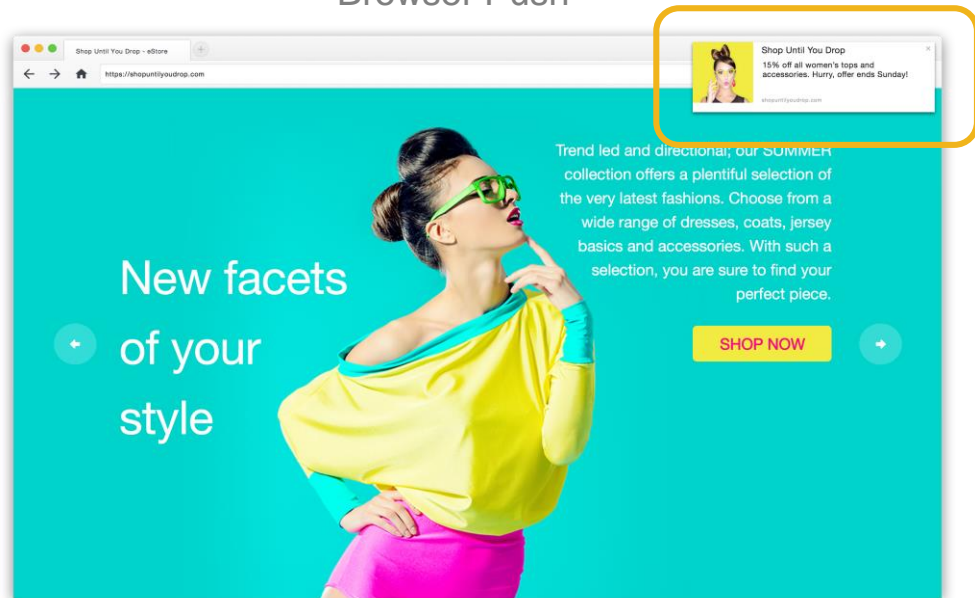 Browser Push
Shop Until You Drop - eStore
https://shopuntilyoudrop.com
Shop Until You Drop
15% off all women's tops and
accessories. Hurry, offer ends Sunday!
shopuntilyoudrop.com
Trend led and directional; our SUMMER
collection offers a plentiful selection of
the very latest fashions. Choose from a
wide range of dresses, coats, jersey
basics and accessories. With such a
selection, you are sure to find your
perfect piece.
New facets
of your
style
SHOP NOW